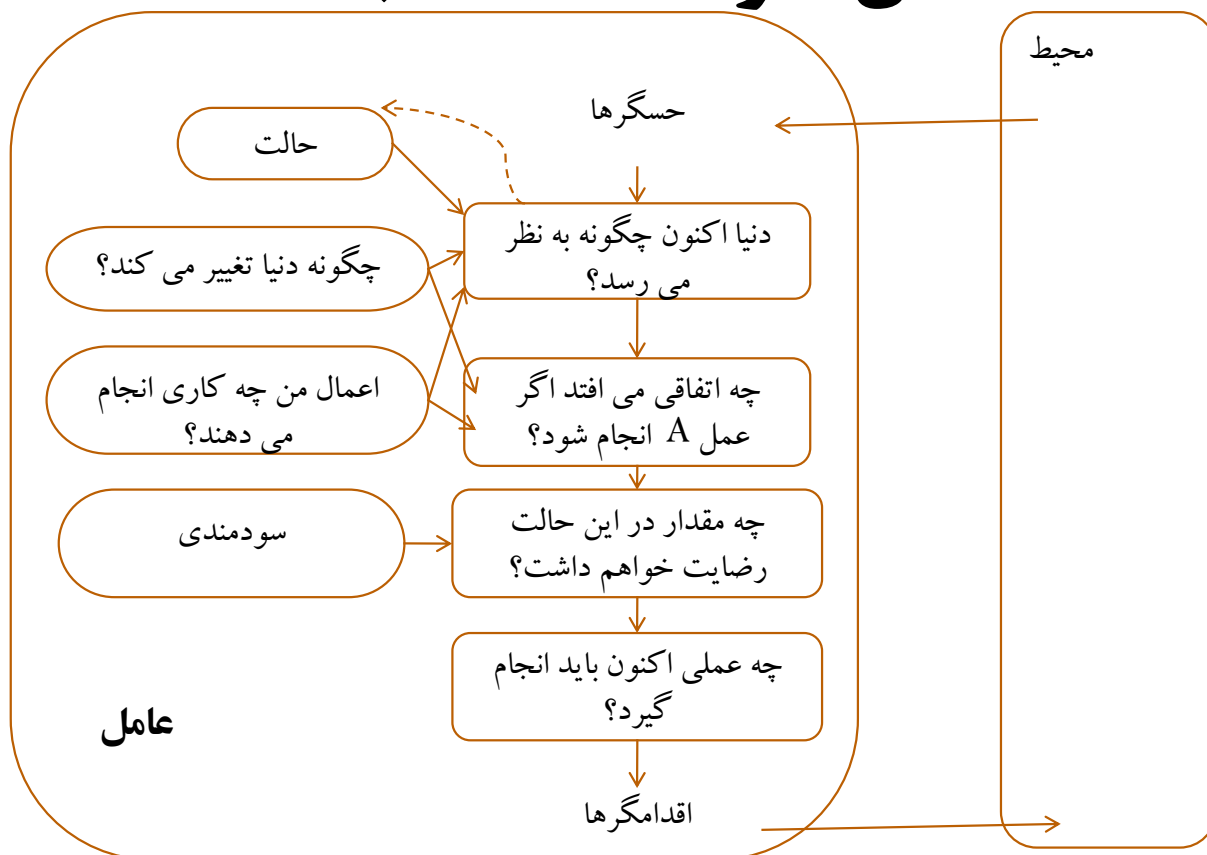 محیط
حسگرها
حالت
دنیا اکنون چگونه به نظر
می رسد؟
چگونه دنیا تغییر می کند؟
چه اتفاقی می افتد اگر
عمل A انجام شود؟
اعمال من چه کاری انجام
می دهند؟
چه مقدار در این حالت
رضایت خواهم داشت؟
سودمندی
چه عملی اکنون باید انجام
گیرد؟
عامل
اقدامگرها